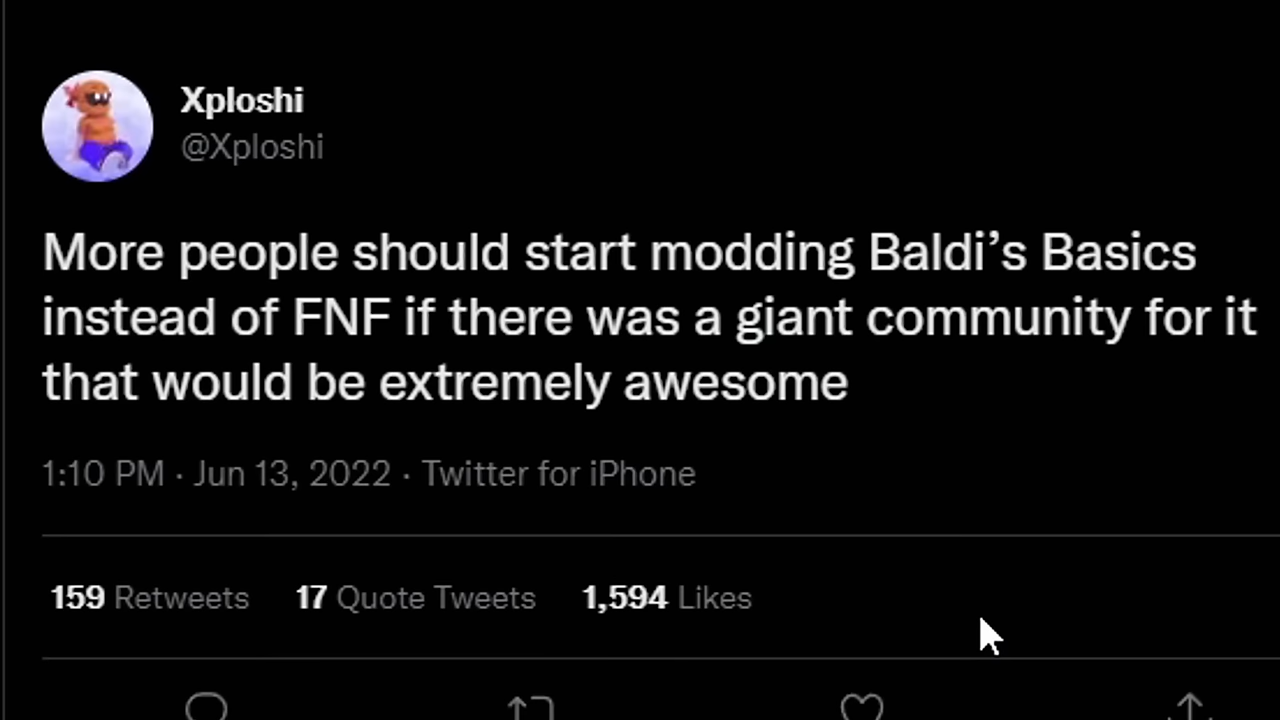 Xploshi
@Xploshi
More people should start modding Baldi’s Basics
instead of FNF if there was a giant community for it
that would be extremely awesome
1:10 PM · Jun 13, 2022 · Twitter for iPhone
159 Retweets 17 Quote Tweets 1,594 Likes